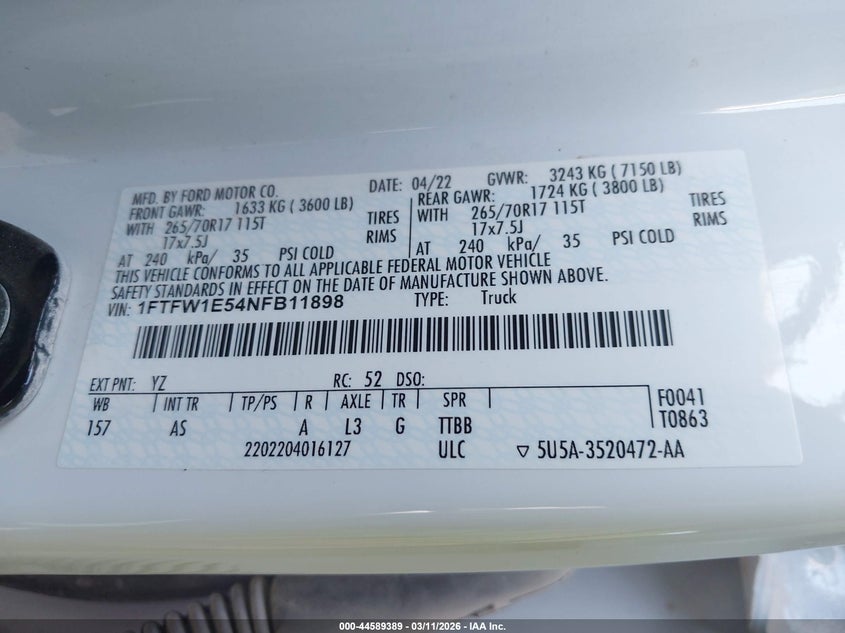 MFD. BY FORD MOTOR CO. DATE: 04/22 GVWR: 3243 KG ( 7150 LB)
FRONT GAWR: 1633 KG ( 3600 LB) REAR GAWR: 1724 KG ( 3800 LB)
WITH 265/70R17 115T TIRES WITH 265/70R17 115T TIRES
17x7.5J RIMS 17x7.5J RIMS
AT 240 kPa/ 35 PSI COLD AT 240 kPa/ 35 PSI COLD
THIS VEHICLE CONFORMS TO ALL APPLICABLE FEDERAL MOTOR VEHICLE
SAFETY STANDARDS IN EFFECT ON THE DATE OF MANUFACTURE SHOWN ABOVE.
VIN: 1FTFW1E54NFB11898 TYPE: Truck
EXT PNT: YZ RC: 52 DSO:
WB INT TR TP/PS R AXLE TR SPR F0041
157 AS A L3 G TTBB T0863
2202204016127 ULC ▽ 5U5A-3520472-AA
000-44589389 - 03/11/2026 - IAA Inc.